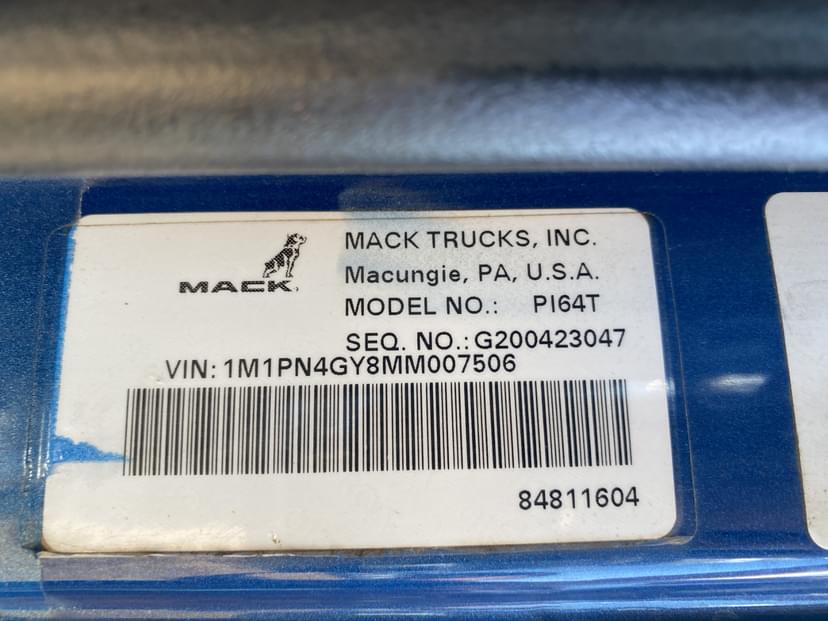 MACK
MACK TRUCKS, INC.
Macungie, PA, U.S.A.
MODEL NO.: PI64T
SEQ. NO.: G200423047
VIN: 1M1PN4GY8MM007506
84811604